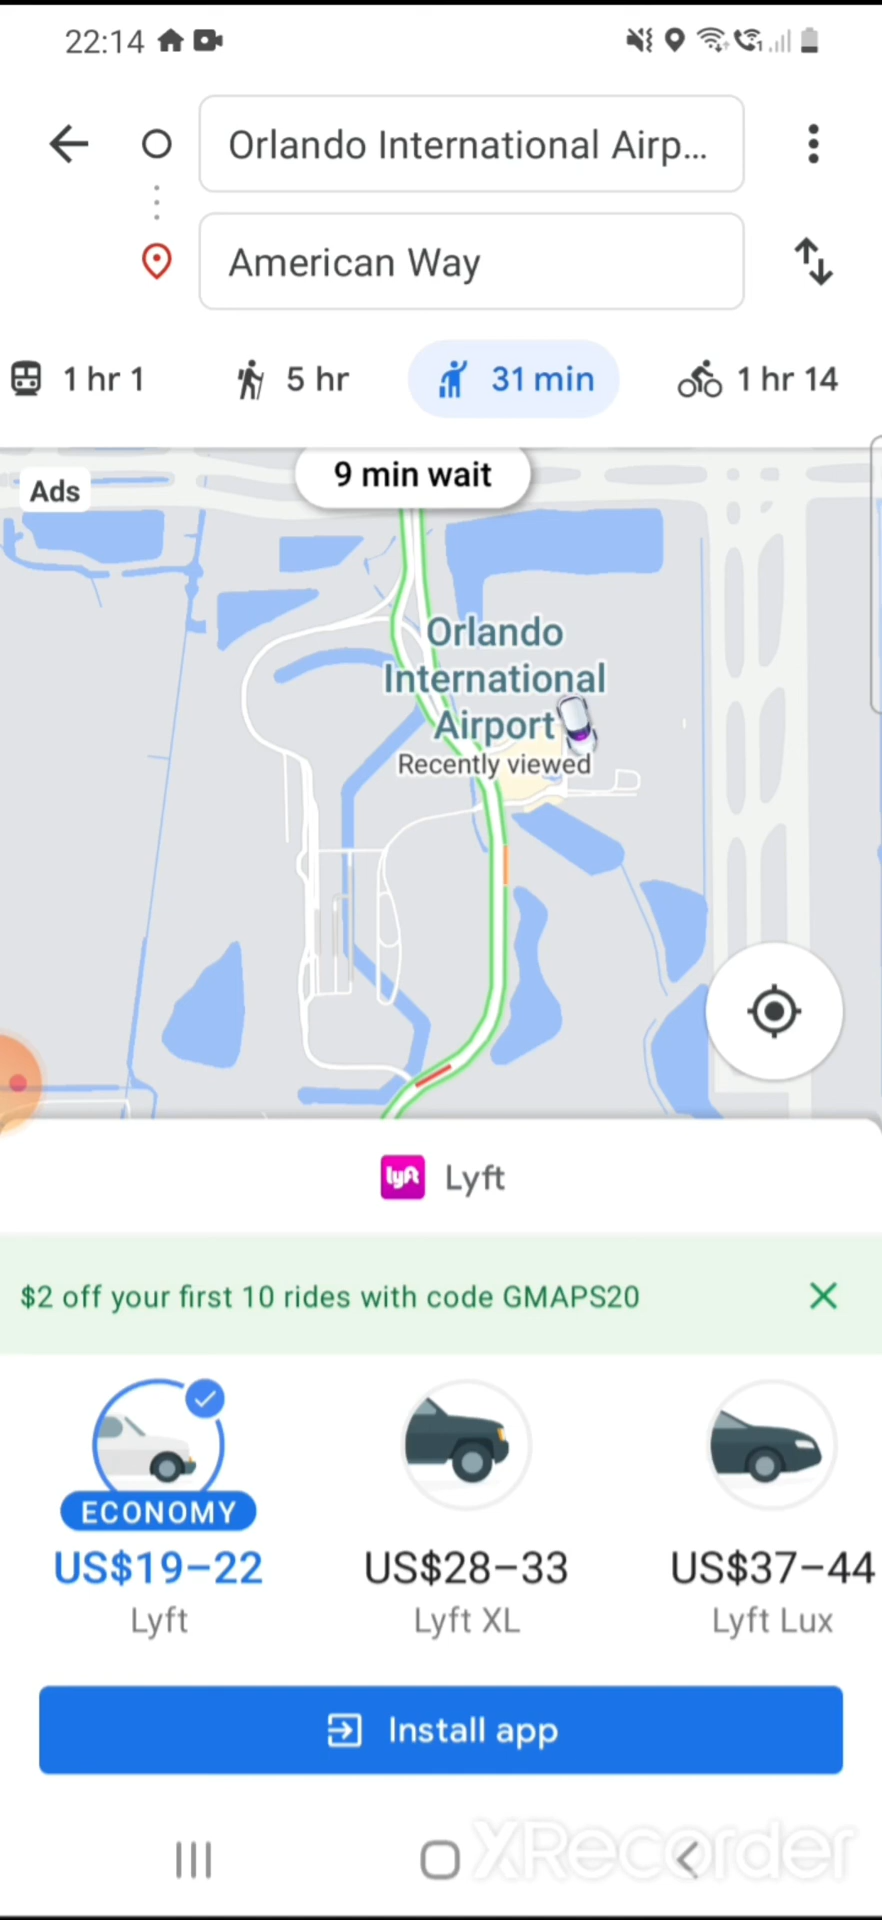 22:14
Orlando International Airp...
American Way
1 hr 1
5 hr
31 min
1 hr 14
9 min wait
Ads
Orlando
International
Airport
Recently viewed
lyft Lyft
$2 off your first 10 rides with code GMAPS20
ECONOMY
US$19–22
Lyft
US$28–33
Lyft XL
US$37–44
Lyft Lux
Install app
XRecorder